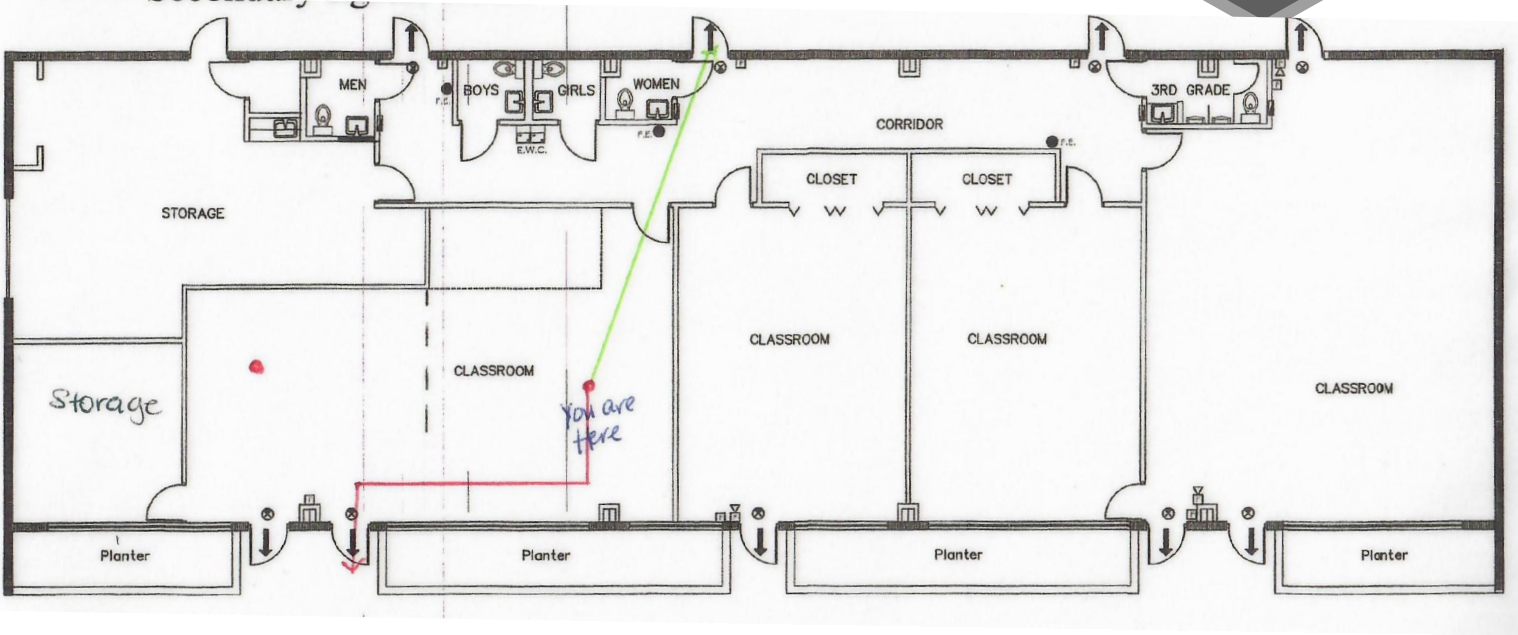 MEN
BOYS
GIRLS
WOMEN
3RD GRADE
F.E.
F.E.
E.W.C.
F.E.
CORRIDOR
CLOSET
CLOSET
STORAGE
CLASSROOM
CLASSROOM
CLASSROOM
CLASSROOM
Storage
You are
Here
Planter
Planter
Planter
Planter